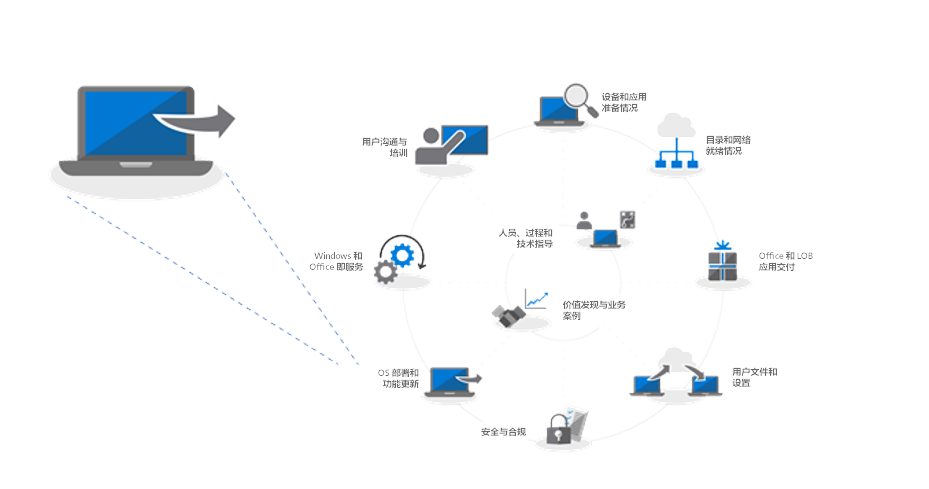 设备和应用
准备情况
目录和网络
就绪情况
Office 和 LOB
应用交付
用户文件和
设置
安全与合规
OS 部署和
功能更新
Windows 和
Office 即服务
用户沟通与
培训
人员、过程和
技术指导
价值发现与业务
案例